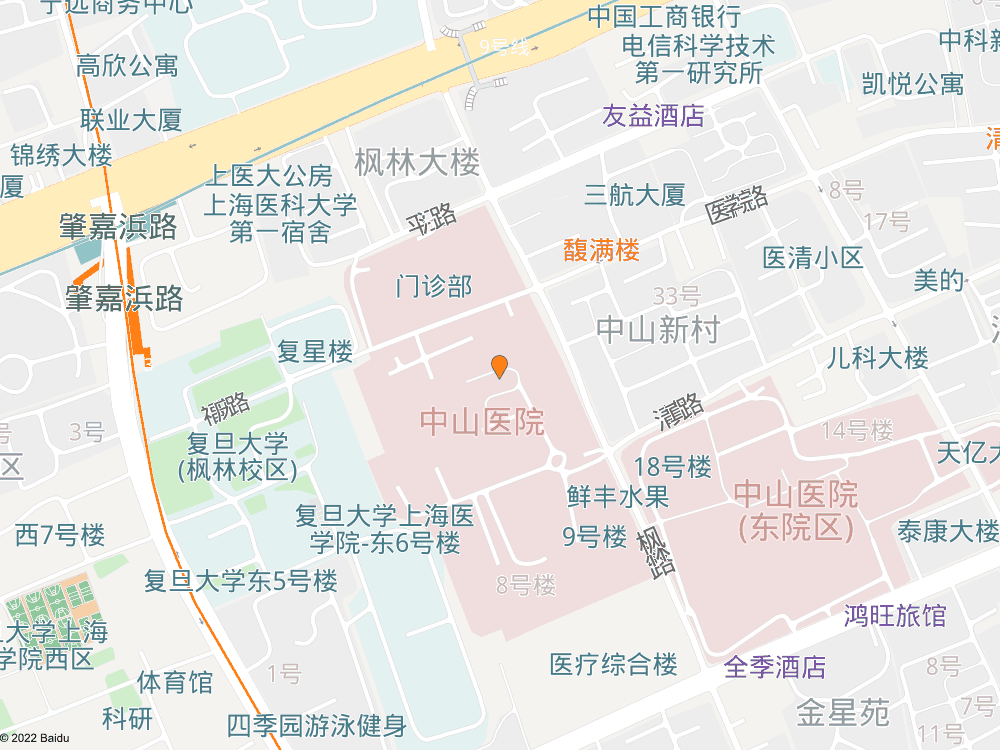 宁远商务中心
中国工商银行
9号线
电信科学技术
第一研究所
中科新
高欣公寓
凯悦公寓
联业大厦
友益酒店
锦绣大楼
厦
枫林大楼
上医大公房
上海医科大学
第一宿舍
三航大厦
医学院路
8号
17号
清
肇嘉浜路
平江路
馥满楼
医清小区
美的
门诊部
肇嘉浜路
33号
中山新村
复星楼
儿科大楼
清真路
中山医院
3号
号
区
复旦大学
(枫林校区)
14号楼
天亿大
18号楼
鲜丰水果
中山医院
(东院区)
复旦大学上海医
学院-东6号楼
西7号楼
9号楼
枫林路
泰康大楼
复旦大学东5号楼
8号楼
鸿旺旅馆
大学上海
学院西区
医疗综合楼
全季酒店
8号
1号
体育馆
科研
四季园游泳健身
金星苑
7号
11号
© 2022 Baidu